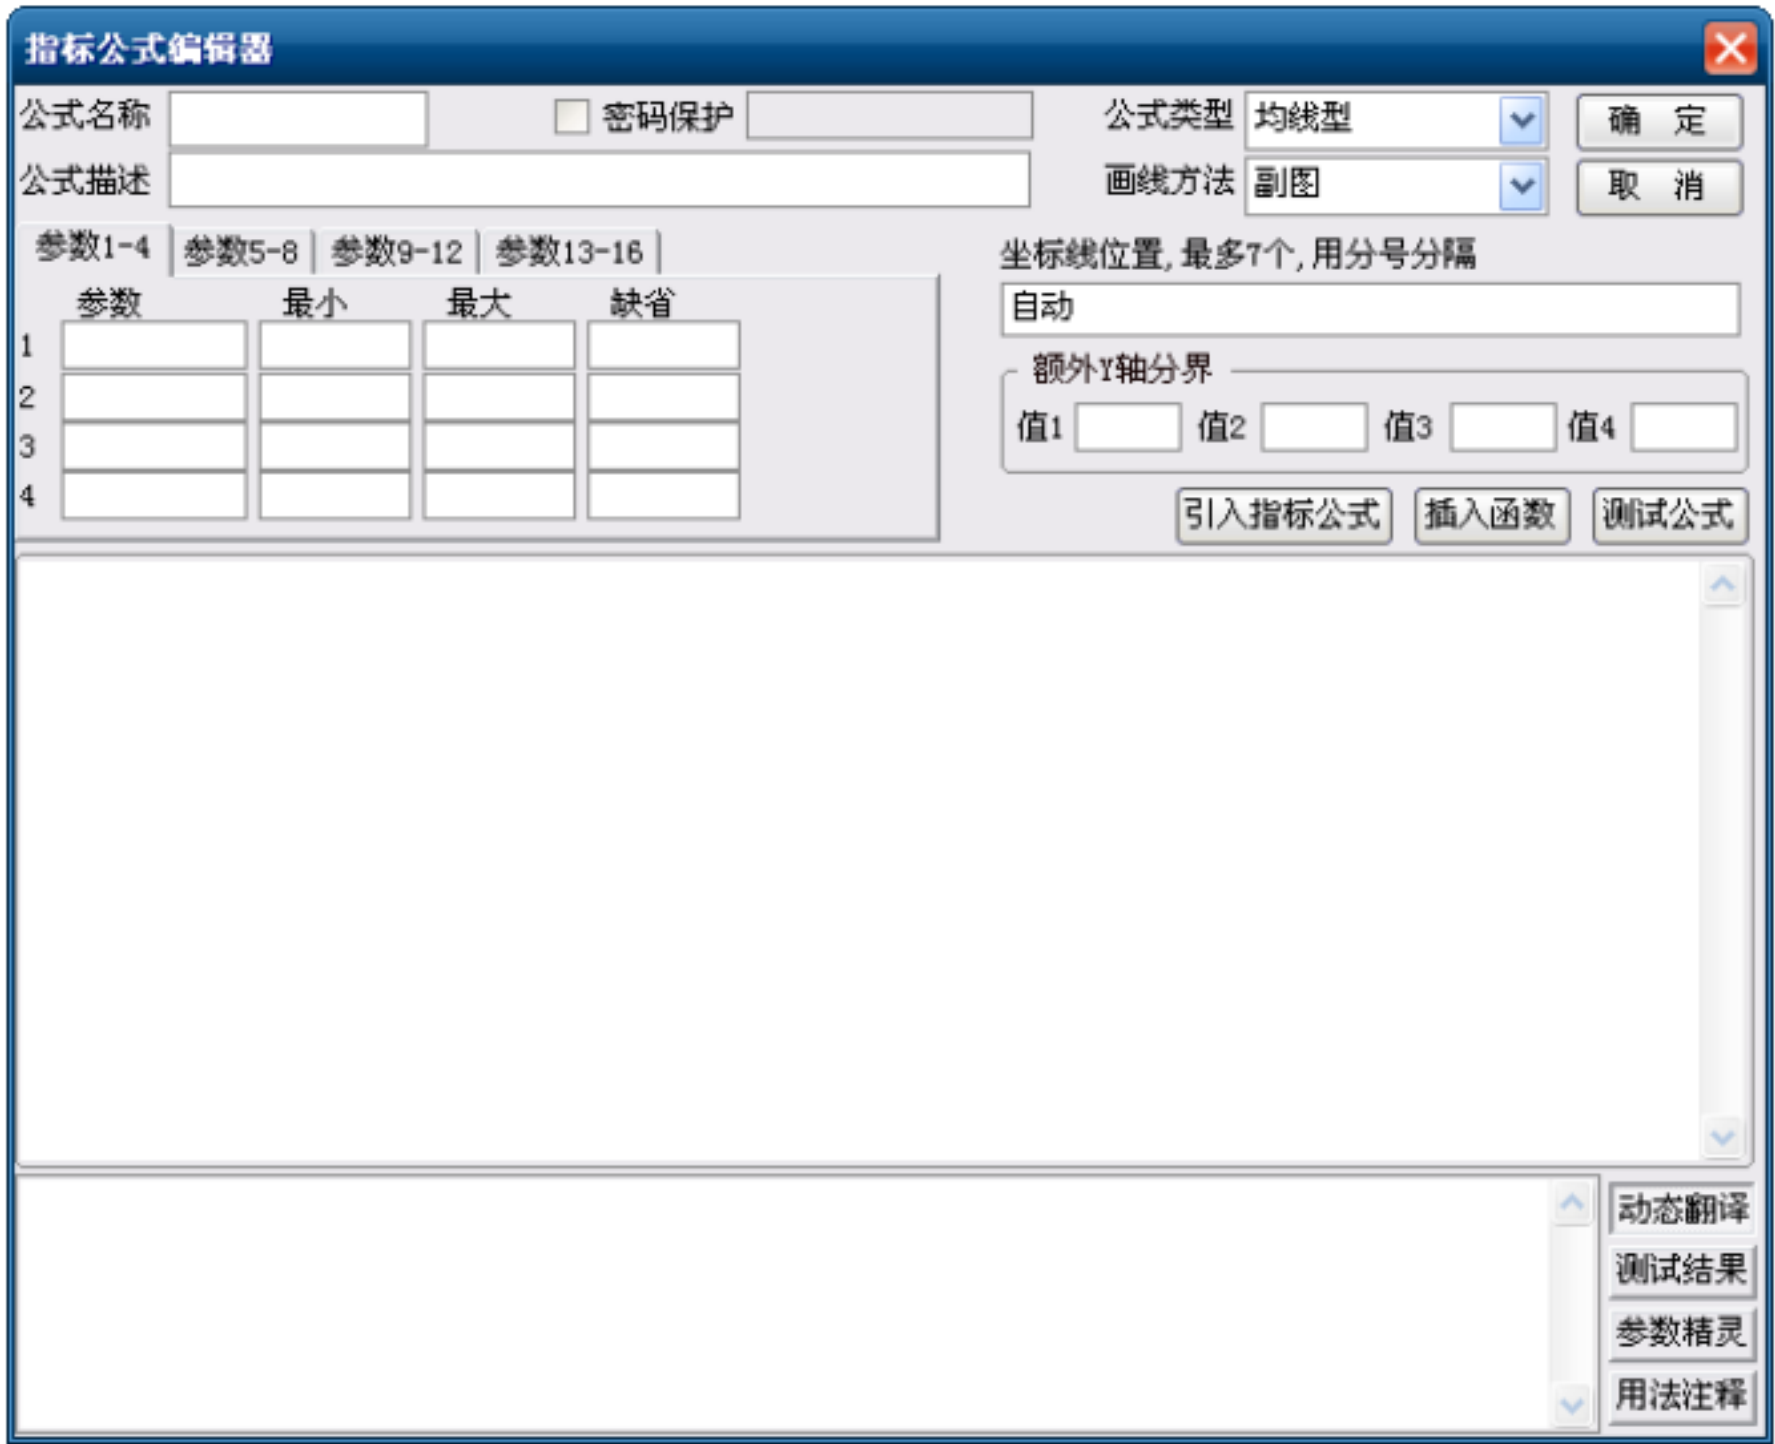 指标公式编辑器
公式名称 密码保护 公式类型 均线型 确 定
公式描述 画线方法 副图 取 消
参数1-4 参数5-8 参数9-12 参数13-16
坐标线位置,最多7个,用分号分隔
参数 最小 最大 缺省
自动
1
2
3
4
额外Y轴分界
值1 值2 值3 值4
引入指标公式 插入函数 测试公式
动态翻译
测试结果
参数精灵
用法注释